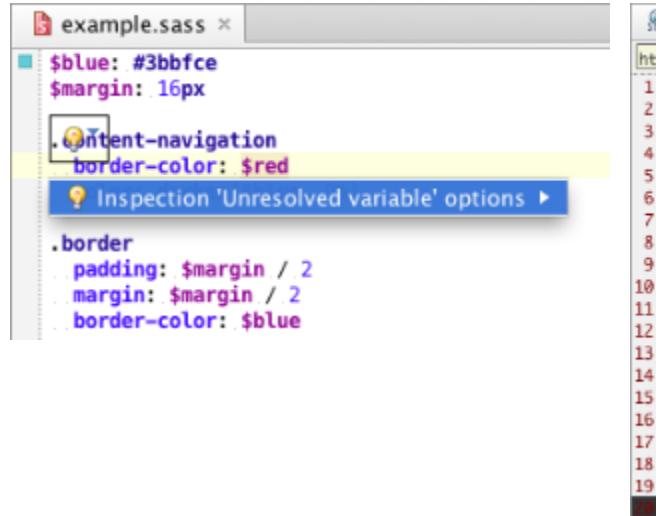 example.sass ×
$blue: #3bbfce
$margin: 16px
.content-navigation
border-color: $red
Inspection 'Unresolved variable' options
.border
padding: $margin / 2
margin: $margin / 2
border-color: $blue
ht
1
2
3
4
5
6
7
8
9
10
11
12
13
14
15
16
17
18
19
20